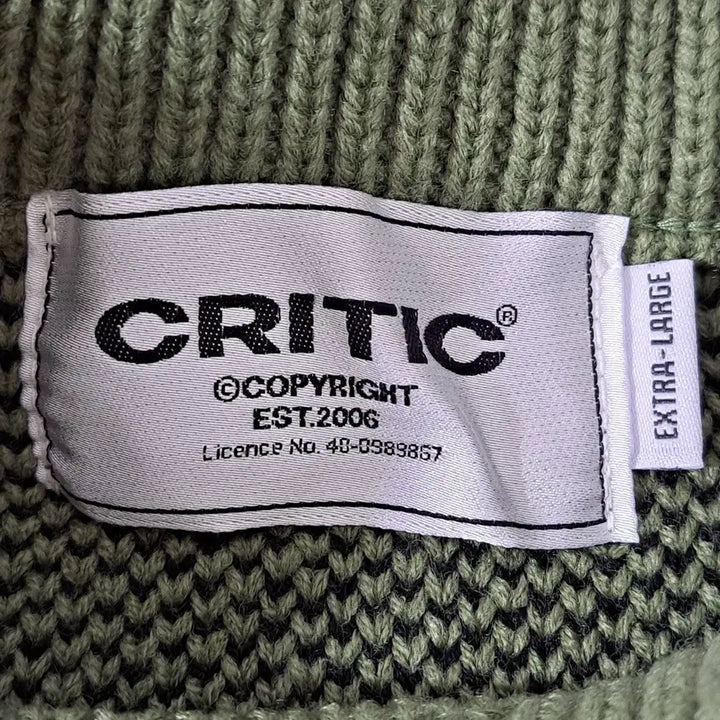 CRITIC®
©COPYRIGHT
EST.2006
Licence No. 40-0989867
EXTRA-LARGE